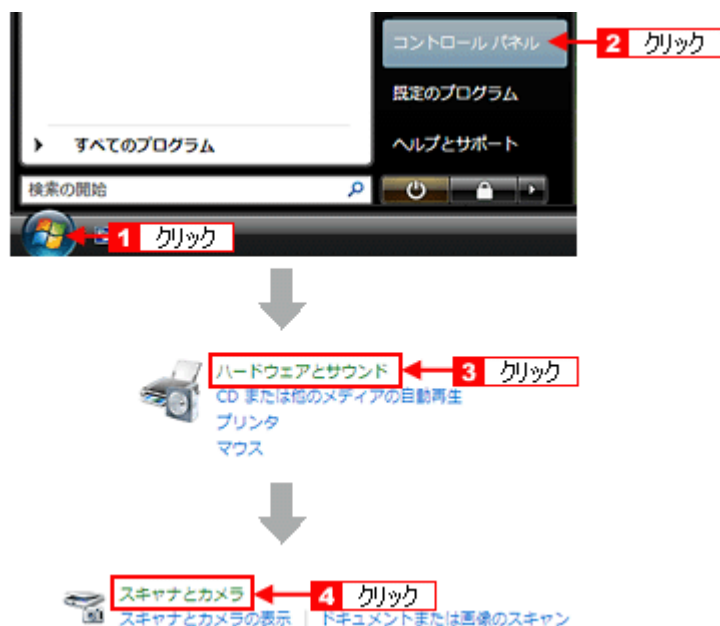 コントロール パネル
2 クリック
既定のプログラム
すべてのプログラム
ヘルプとサポート
検索の開始
1 クリック
ハードウェアとサウンド
3 クリック
CD または他のメディアの自動再生
プリンタ
マウス
スキャナとカメラ
4 クリック
スキャナとカメラの表示 | ドキュメントまたは画像のスキャン